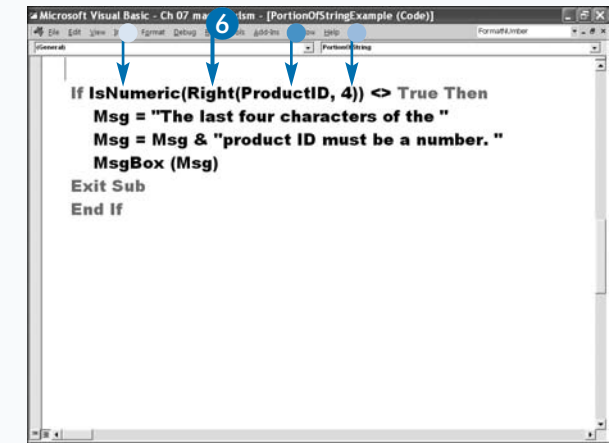 Microsoft Visual Basic - Ch 07 ma lsm - [PortionOfStringExample (Code)]
File Edit View Format Debug Add-Ins Help FormatNumber
6
(General)
If IsNumeric(Right(ProductID, 4)) <> True Then
Msg = "The last four characters of the "
Msg = Msg & "product ID must be a number. "
MsgBox (Msg)
Exit Sub
End If